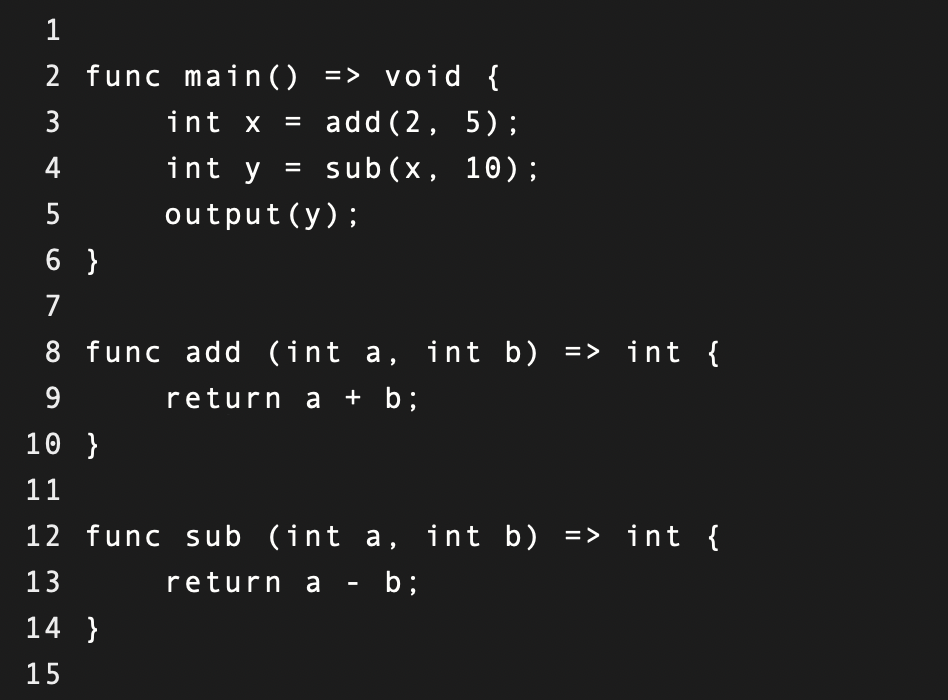 1
2 func main() => void {
3     int x = add(2, 5);
4     int y = sub(x, 10);
5     output(y);
6 }
7
8 func add (int a, int b) => int {
9     return a + b;
10 }
11
12 func sub (int a, int b) => int {
13     return a - b;
14 }
15